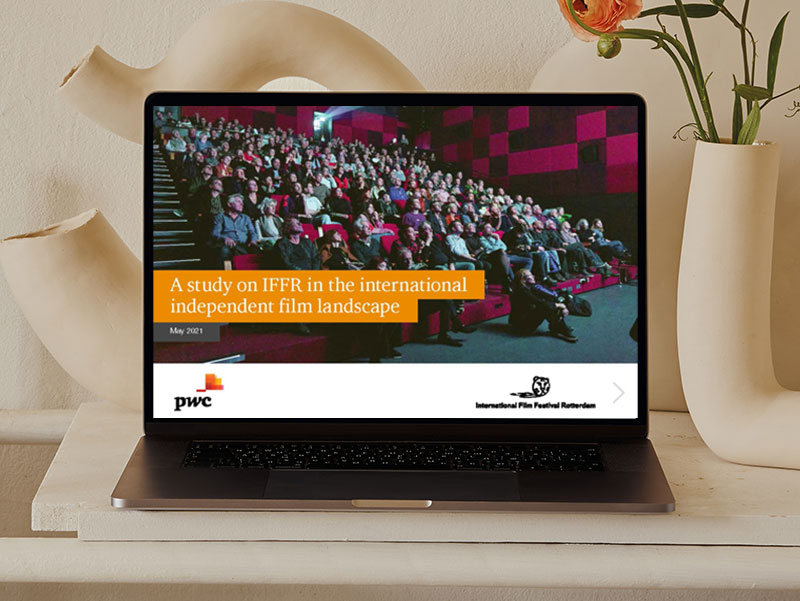 A study on IFFR in the international
independent film landscape
May 2021
pwc
International Film Festival Rotterdam